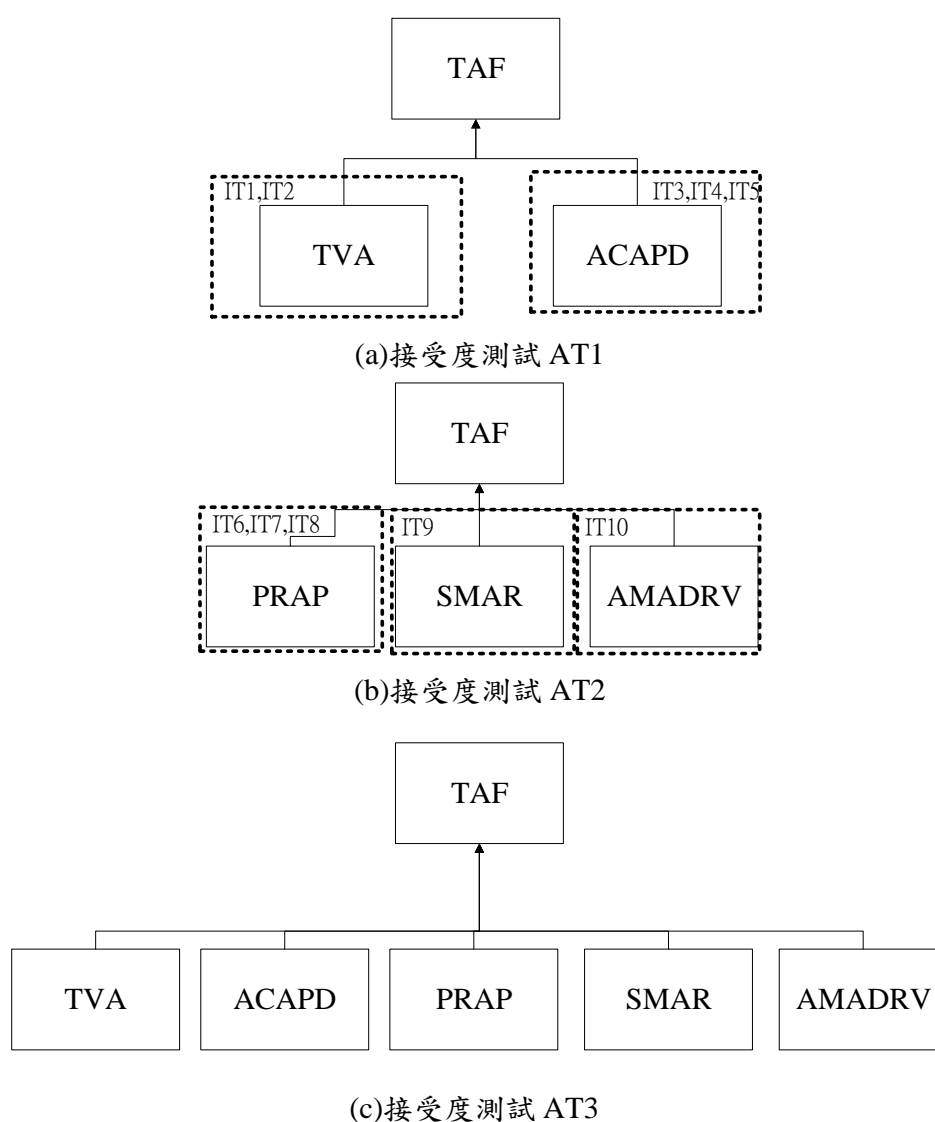 TAF
IT1,IT2
IT3,IT4,IT5
TVA
ACAPD
(a)接受度測試 AT1
TAF
IT6,IT7,IT8
IT9
IT10
PRAP
SMAR
AMADRV
(b)接受度測試 AT2
TAF
TVA
ACAPD
PRAP
SMAR
AMADRV
(c)接受度測試 AT3